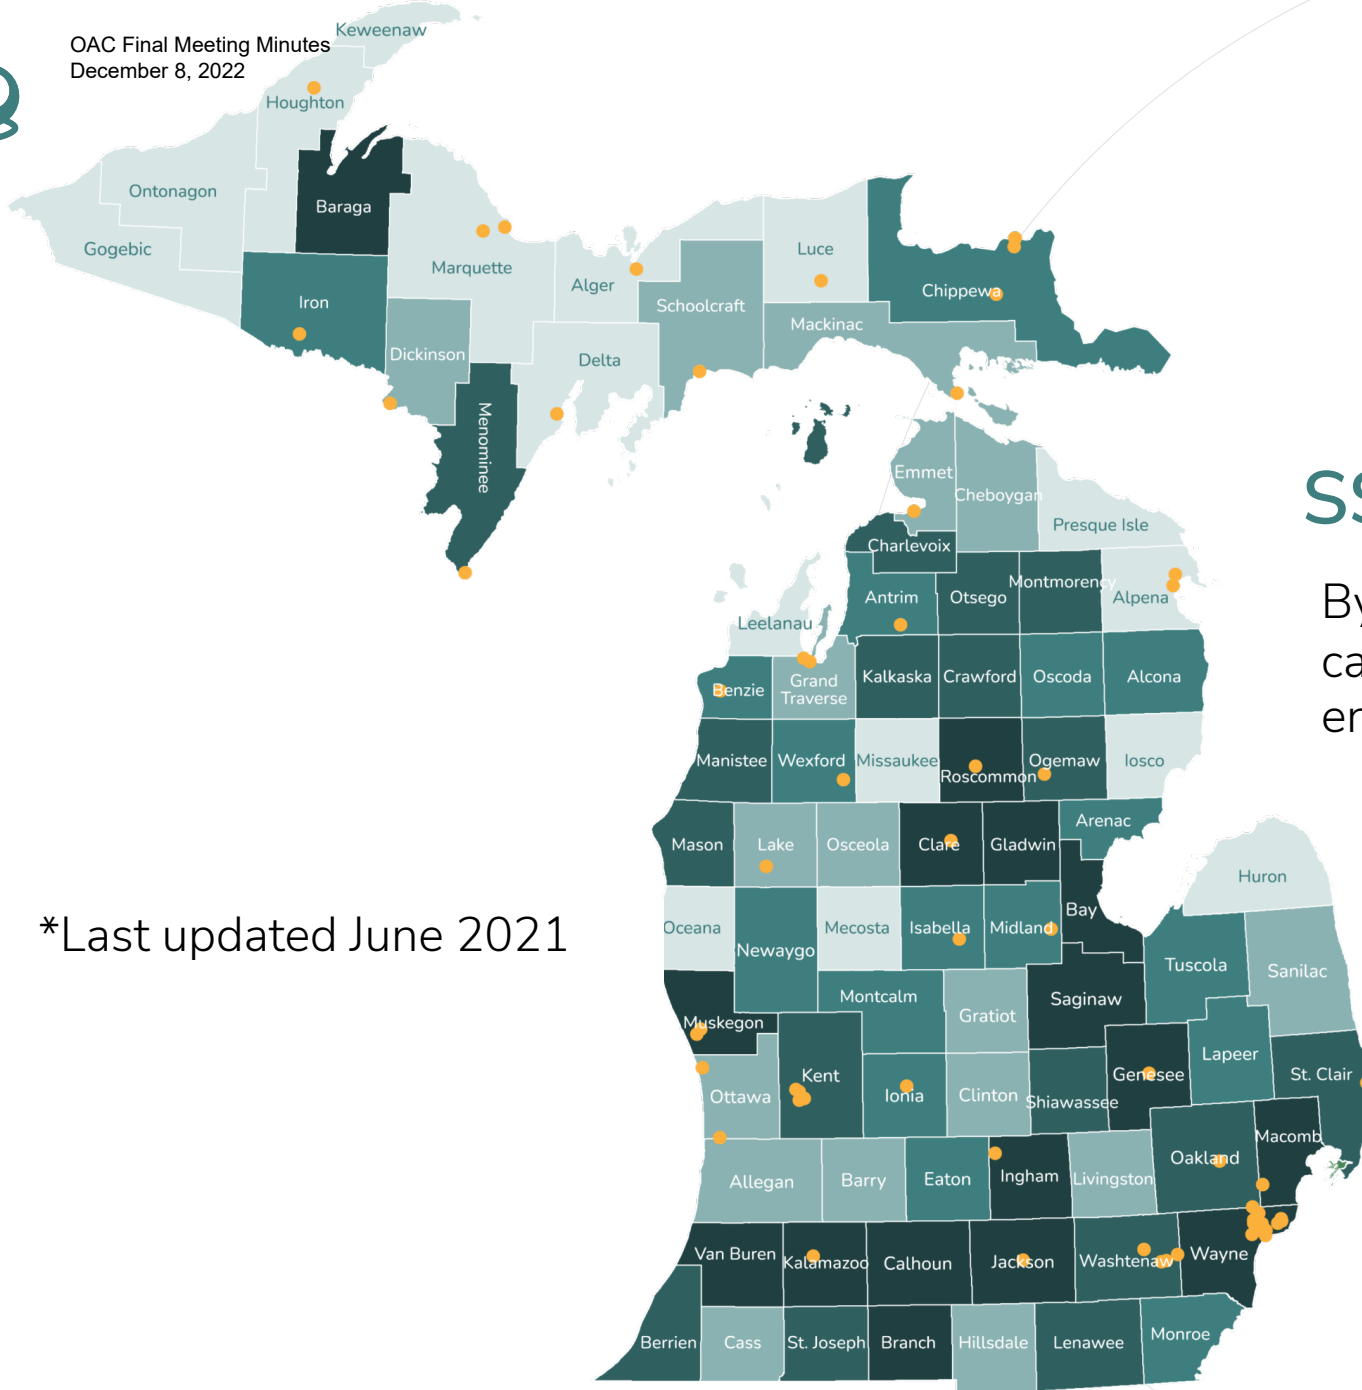 OAC Final Meeting Minutes
December 8, 2022
Keweenaw
Houghton
Ontonagon
Baraga
Gogebic
Marquette
Luce
Alger
Chippewa
Iron
Schoolcraft
Mackinac
Dickinson
Delta
Menominee
Emmet
Cheboygan
Presque Isle
Charlevoix
Montmorency
Antrim
Otsego
Alpena
Leelanau
Kalkaska
Crawford
Oscoda
Alcona
Benzie
Grand
Traverse
Manistee
Wexford
Missaukee
Roscommon
Ogemaw
Iosco
Arenac
Mason
Lake
Osceola
Clare
Gladwin
Huron
Bay
Oceana
Newaygo
Mecosta
Isabella
Midland
*Last updated June 2021
Tuscola
Sanilac
Montcalm
Gratiot
Saginaw
Muskegon
Lapeer
Kent
Ionia
Clinton
Shiawassee
Genesee
St. Clair
Ottawa
Macomb
Oakland
Allegan
Barry
Eaton
Ingham
Livingston
Van Buren
Kalamazoo
Calhoun
Jackson
Washtenaw
Wayne
Berrien
Cass
St. Joseph
Branch
Hillsdale
Lenawee
Monroe